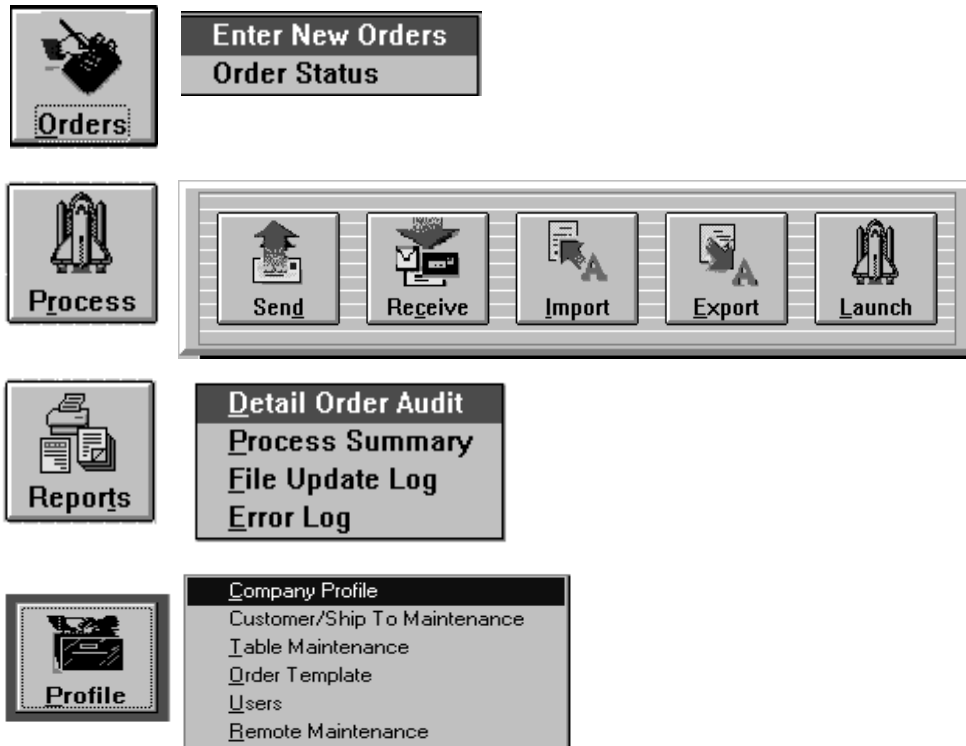 Enter New Orders
Order Status
Orders
Process
Send
Receive
Import
Export
Launch
Reports
Detail Order Audit
Process Summary
File Update Log
Error Log
Profile
Company Profile
Customer/Ship To Maintenance
Table Maintenance
Order Template
Users
Remote Maintenance